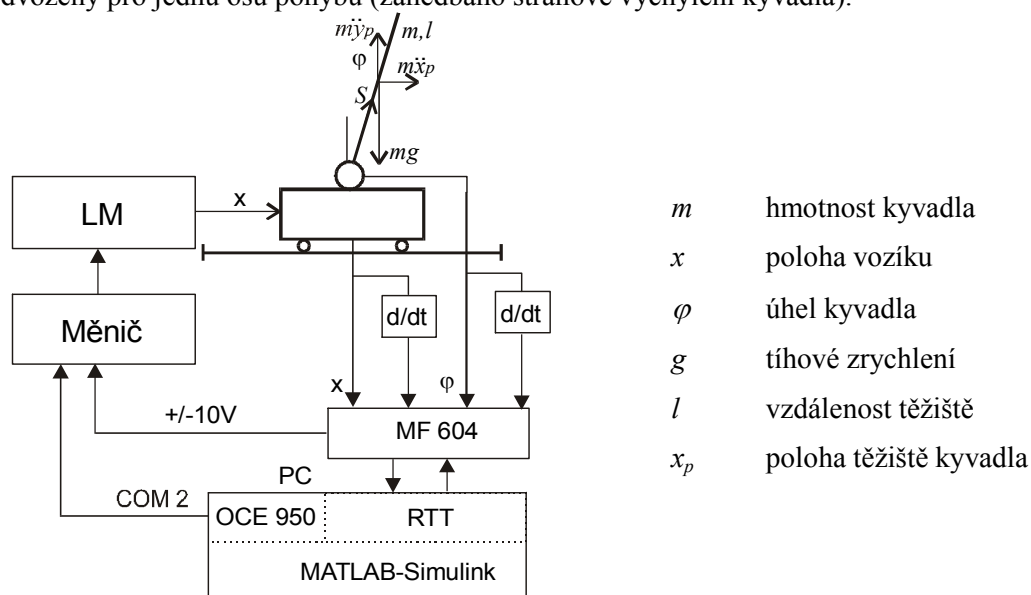 dvozený pro jednu osu pohybu (zanedbáno stranové vychýlení kyvadla).
mÿₚ m,l
φ mẍₚ
S
mg
LM
x
Měnič
d/dt d/dt
x φ
+/-10V
MF 604
PC
COM 2
OCE 950 RTT
MATLAB-Simulink
m hmotnost kyvadla
x poloha vozíku
φ úhel kyvadla
g tíhové zrychlení
l vzdálenost těžiště
xₚ poloha těžiště kyvadla